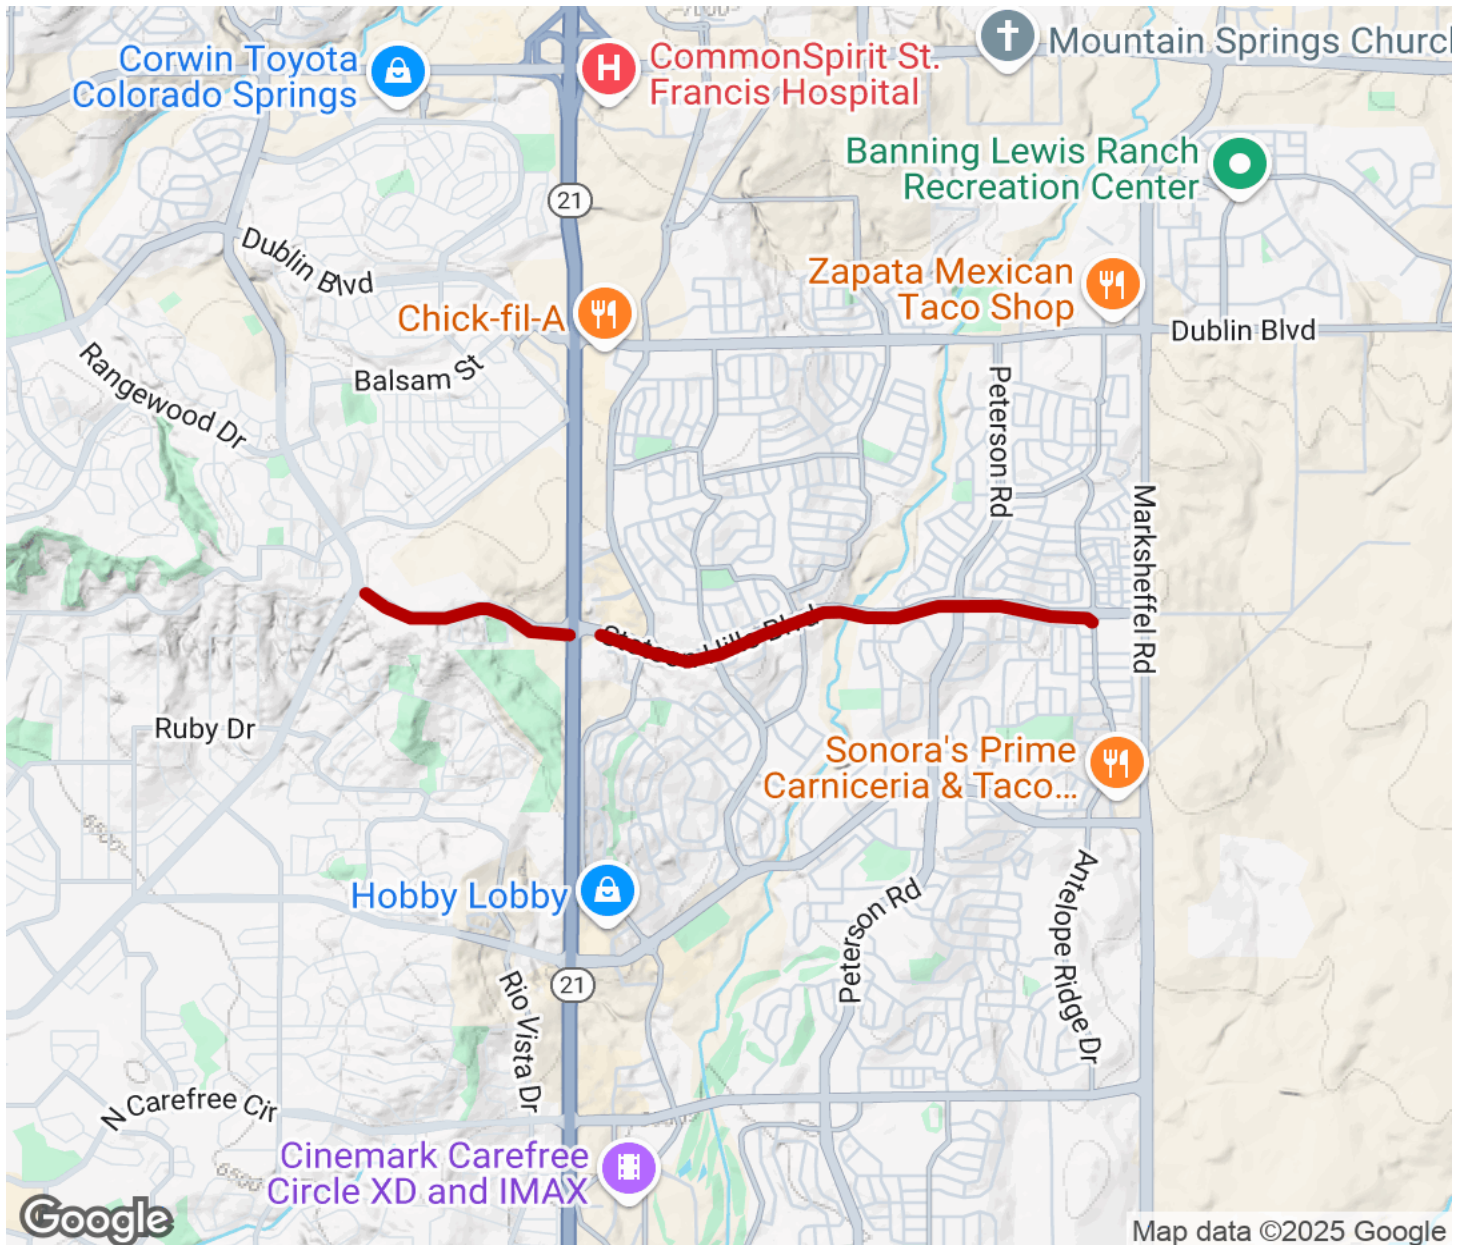 Corwin Toyota
Colorado Springs
H
CommonSpirit St.
Francis Hospital
Mountain Springs Churc
Banning Lewis Ranch
Recreation Center
21
Dublin Blvd
Zapata Mexican
Taco Shop
Chick-fil-A
Dublin Blvd
Rangewood Dr
Balsam St
Peterson Rd
Marksheffel Rd
Ruby Dr
Sonora's Prime
Carniceria & Taco...
6500
Hobby Lobby
Antelope Ridge Dr
Peterson Rd
21
Rio Vista Dr
N Carefree Cir
Cinemark Carefree
Circle XD and IMAX
6500
Google
Map data ©2025 Google